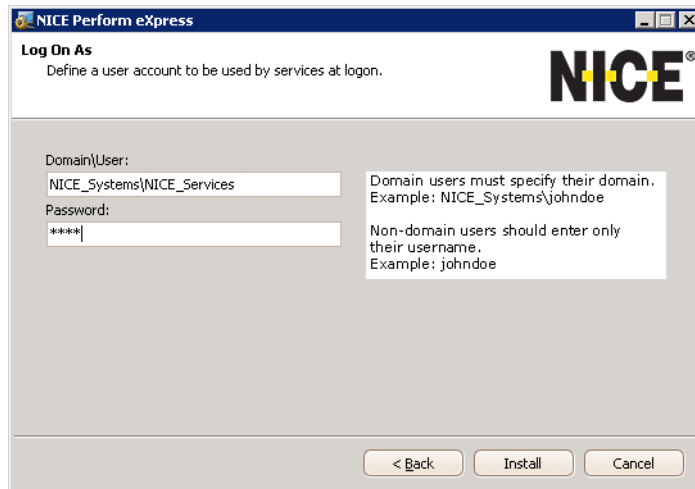 NICE Perform eXpress
Log On As
Define a user account to be used by services at logon.
NICE®
Domain\User:
NICE_Systems\NICE_Services
Password:
****
Domain users must specify their domain.
Example: NICE_Systems\johndoe
Non-domain users should enter only
their username.
Example: johndoe
< Back
Install
Cancel